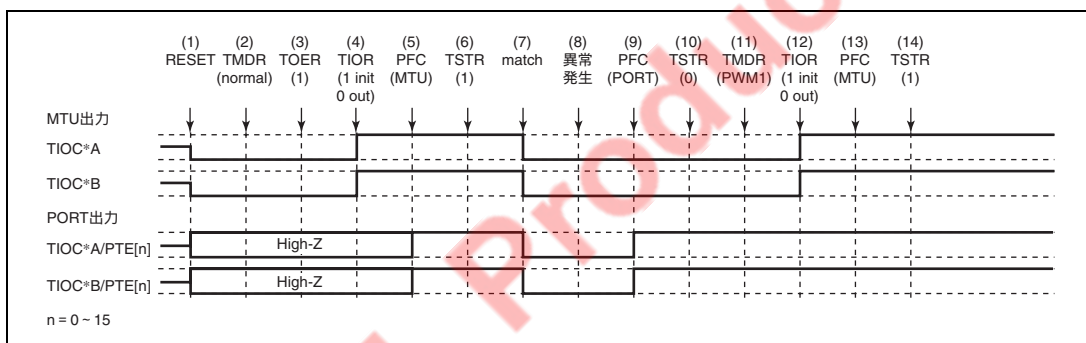 (1) (2) (3) (4) (5) (6) (7) (8) (9) (10) (11) (12) (13) (14)
RESET TMDR TOER TIOR PFC TSTR match 異常 PFC TSTR TMDR TIOR PFC TSTR
(normal) (1) (1 init (MTU) (1) 発生 (PORT) (0) (PWM1) (1 init (MTU) (1)
0 out) 0 out)
MTU出力
TIOC*A
TIOC*B
PORT出力
TIOC*A/PTE[n] High-Z
TIOC*B/PTE[n] High-Z
n = 0 ~ 15
Produc